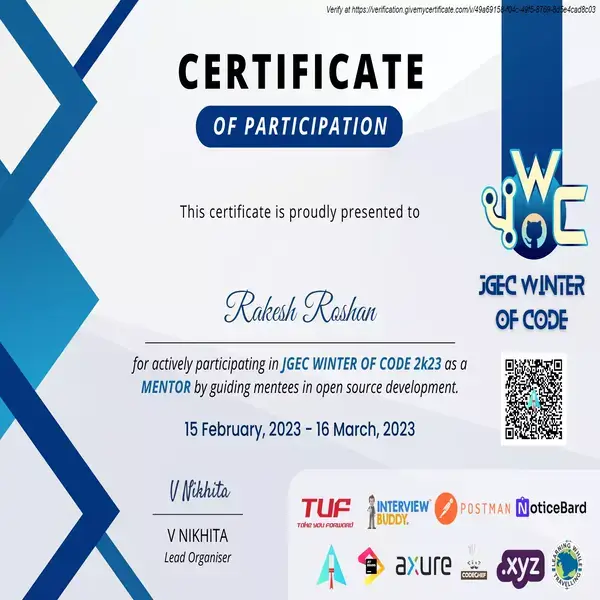 Verify at https://verification.givemycertificate.com/v/
CERTIFICATE
OF PARTICIPATION
This certificate is proudly presented to
WOC
JGEC WINTER
OF CODE
Rakesh Roshan
for actively participating in JGEC WINTER OF CODE 2k23 as a
MENTOR by guiding mentees in open source development.
15 February, 2023 - 16 March, 2023
V Nikhita
V NIKHITA
Lead Organiser
TUF
TAKE YOU FORWARD
INTERVIEW
BUDDY
POSTMAN
NoticeBard
axure
CODECHEF
.xyz
LEARNING WHILE
TRAVELLING